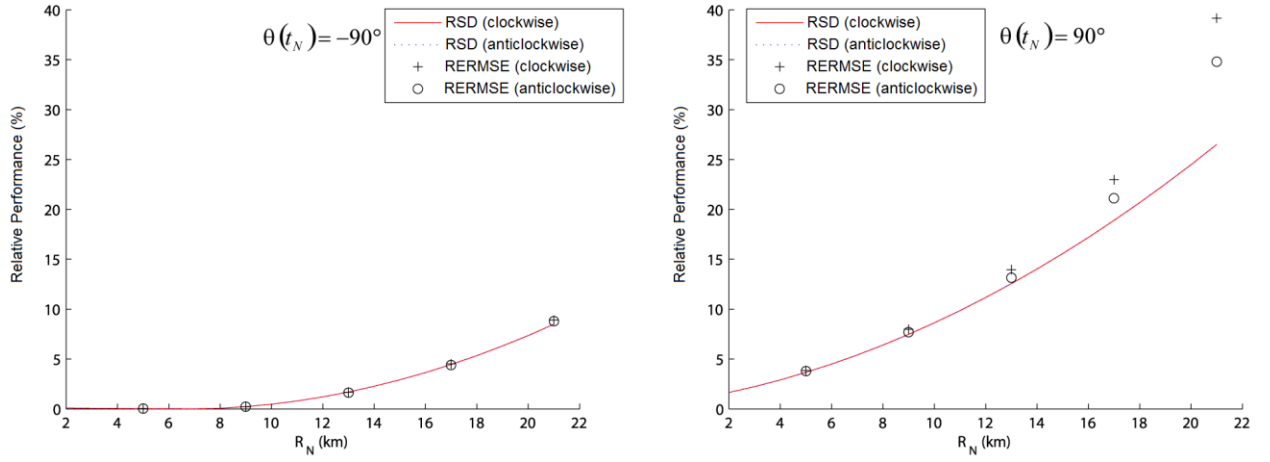 40
35
30
25
20
15
10
5
0
Relative Performance (%)
θ(t_N) = −90°
RSD (clockwise)
RSD (anticlockwise)
RERMSE (clockwise)
RERMSE (anticlockwise)
2 4 6 8 10 12 14 16 18 20 22
R_N (km)
40
35
30
25
20
15
10
5
0
Relative Performance (%)
RSD (clockwise)
RSD (anticlockwise)
RERMSE (clockwise)
RERMSE (anticlockwise)
θ(t_N) = 90°
2 4 6 8 10 12 14 16 18 20 22
R_N (km)